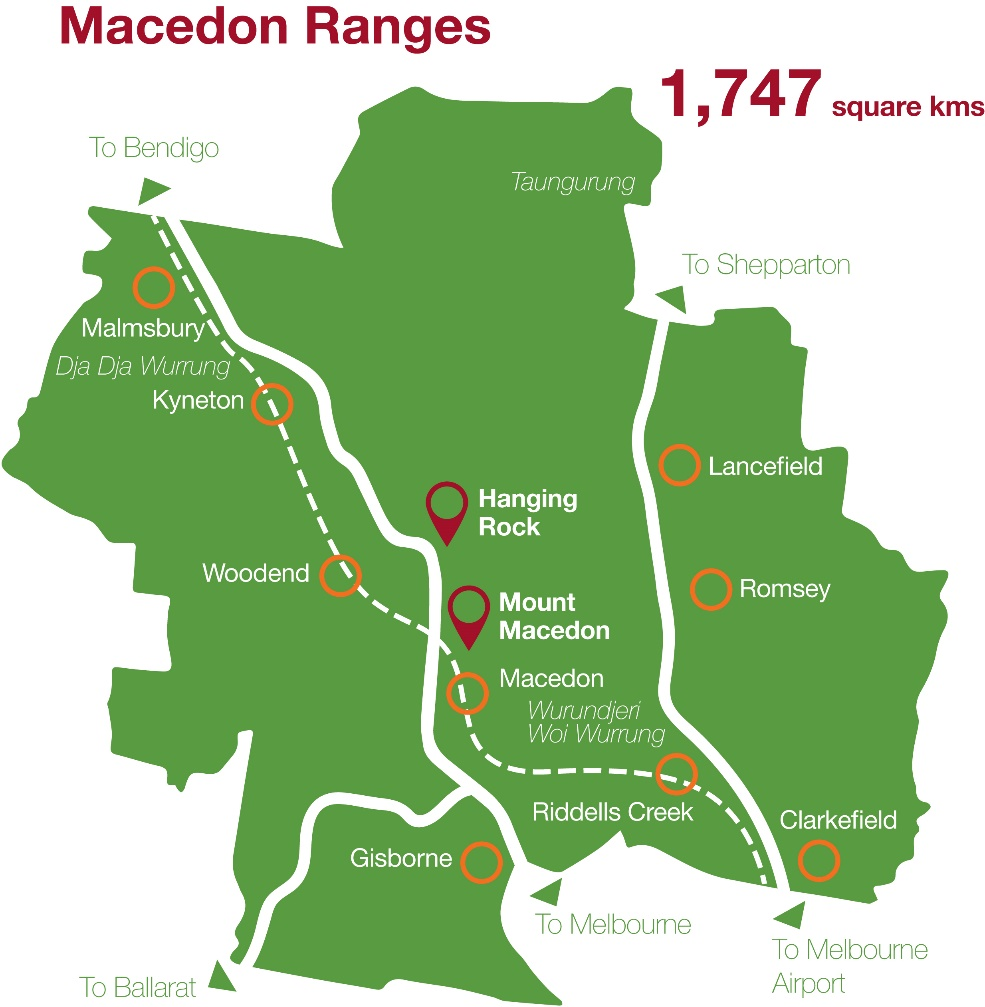 Macedon Ranges
1,747 square kms
To Bendigo
Taungurung
To Shepparton
Malmsbury
Dja Dja Wurrung
Kyneton
Lancefield
Hanging
Rock
Woodend
Romsey
Mount
Macedon
Macedon
Wurundjeri
Woi Wurrung
Riddells Creek
Clarkefield
Gisborne
To Melbourne
To Melbourne
Airport
To Ballarat